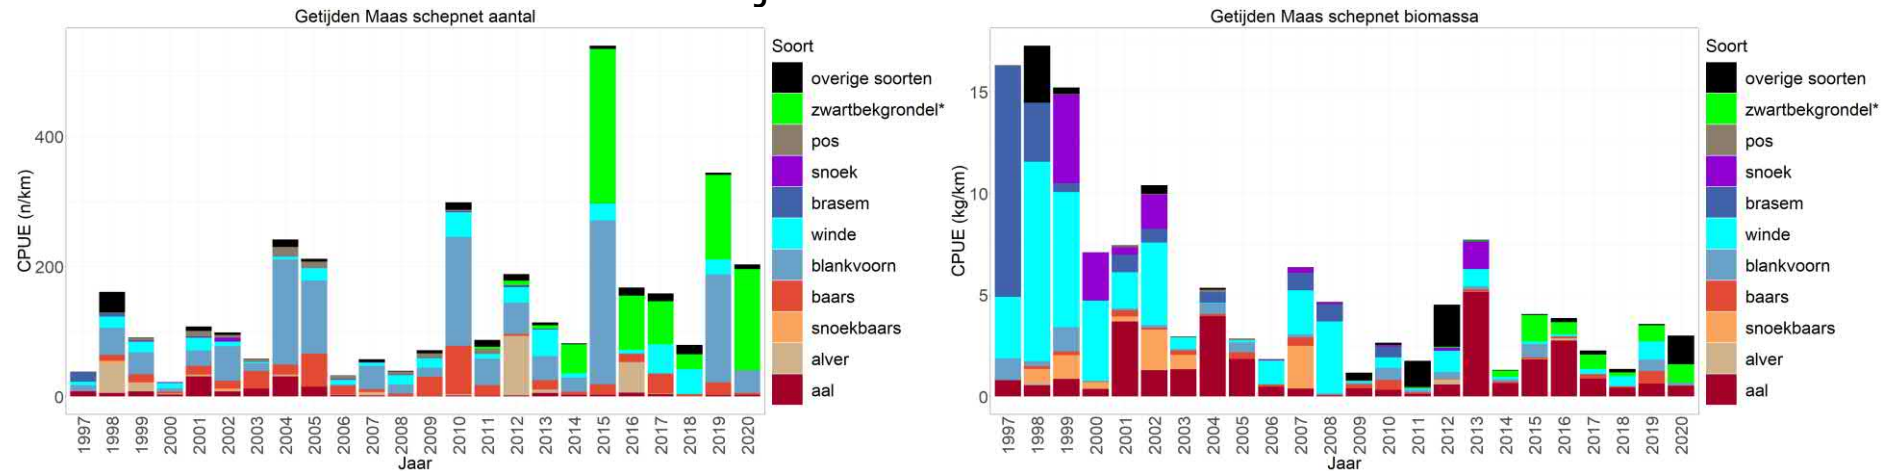 Getijden Maas schepnet aantal
CPUE (n/km)
400
200
0
1997 1998 1999 2000 2001 2002 2003 2004 2005 2006 2007 2008 2009 2010 2011 2012 2013 2014 2015 2016 2017 2018 2019 2020
Jaar
Soort
overige soorten
zwartbekgrondel*
pos
snoek
brasem
winde
blankvoorn
baars
snoekbaars
alver
aal
Getijden Maas schepnet biomassa
CPUE (kg/km)
15
10
5
0
1997 1998 1999 2000 2001 2002 2003 2004 2005 2006 2007 2008 2009 2010 2011 2012 2013 2014 2015 2016 2017 2018 2019 2020
Jaar
Soort
overige soorten
zwartbekgrondel*
pos
snoek
brasem
winde
blankvoorn
baars
snoekbaars
alver
aal